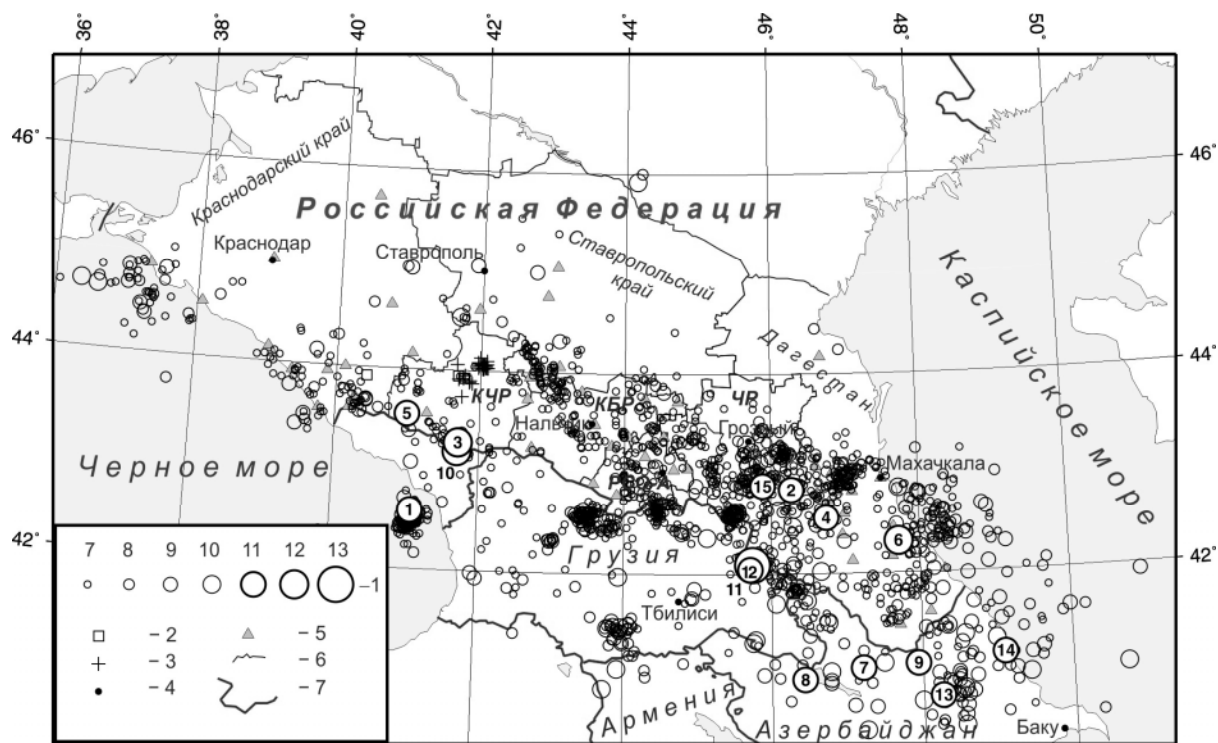 36° 38 40 42 44 46 48 50
46° 46°
Краснодарский край
Российская Федерация
Краснодар
Ставрополь
Ставропольский
край
Каспийское море
44° 44°
Дагестан
КЧР
КБР
ЧР
5
Нальчик
Грозный
3
10
Черное море
Махачкала
15 2
1
4
6
42° 42°
Грузия
12
11
Тбилиси
7 8 9 10 11 12 13
–1
– 2 – 5
– 3 – 6
– 4 – 7
14
9
7
8
13
Армения
Азербайджан
Баку